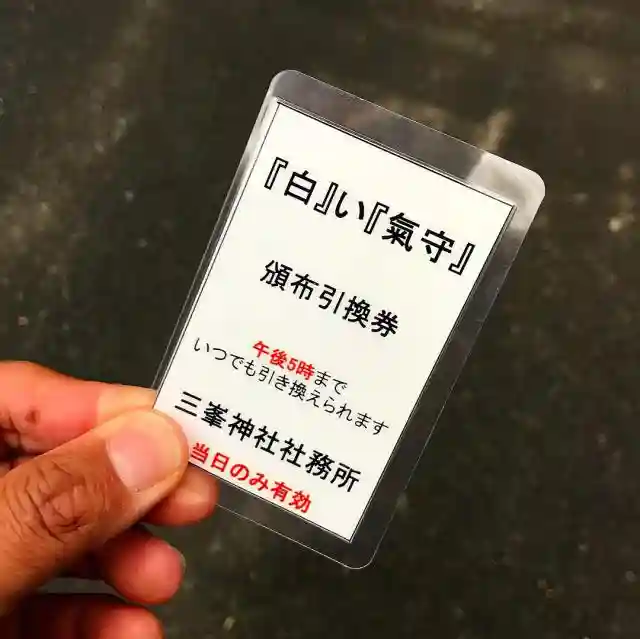 『白』い『氣守』
頒布引換券
午後5時まで
いつでも引き換えられます
三峯神社社務所
当日のみ有効